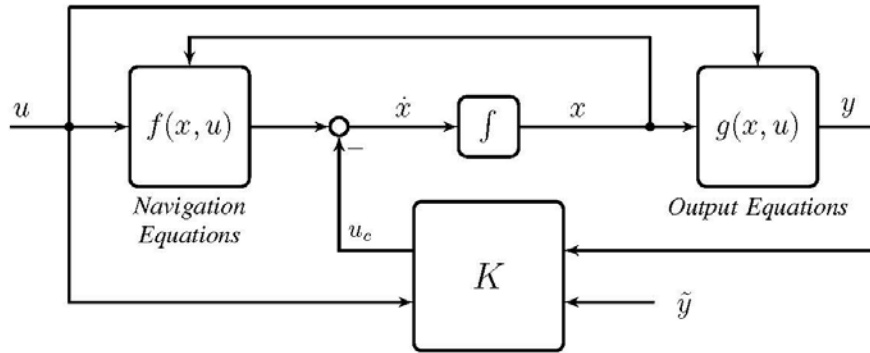 u
f(x, u)
ẋ
∫
x
g(x, u)
y
Navigation
Equations
Output Equations
−
u_c
K
ỹ